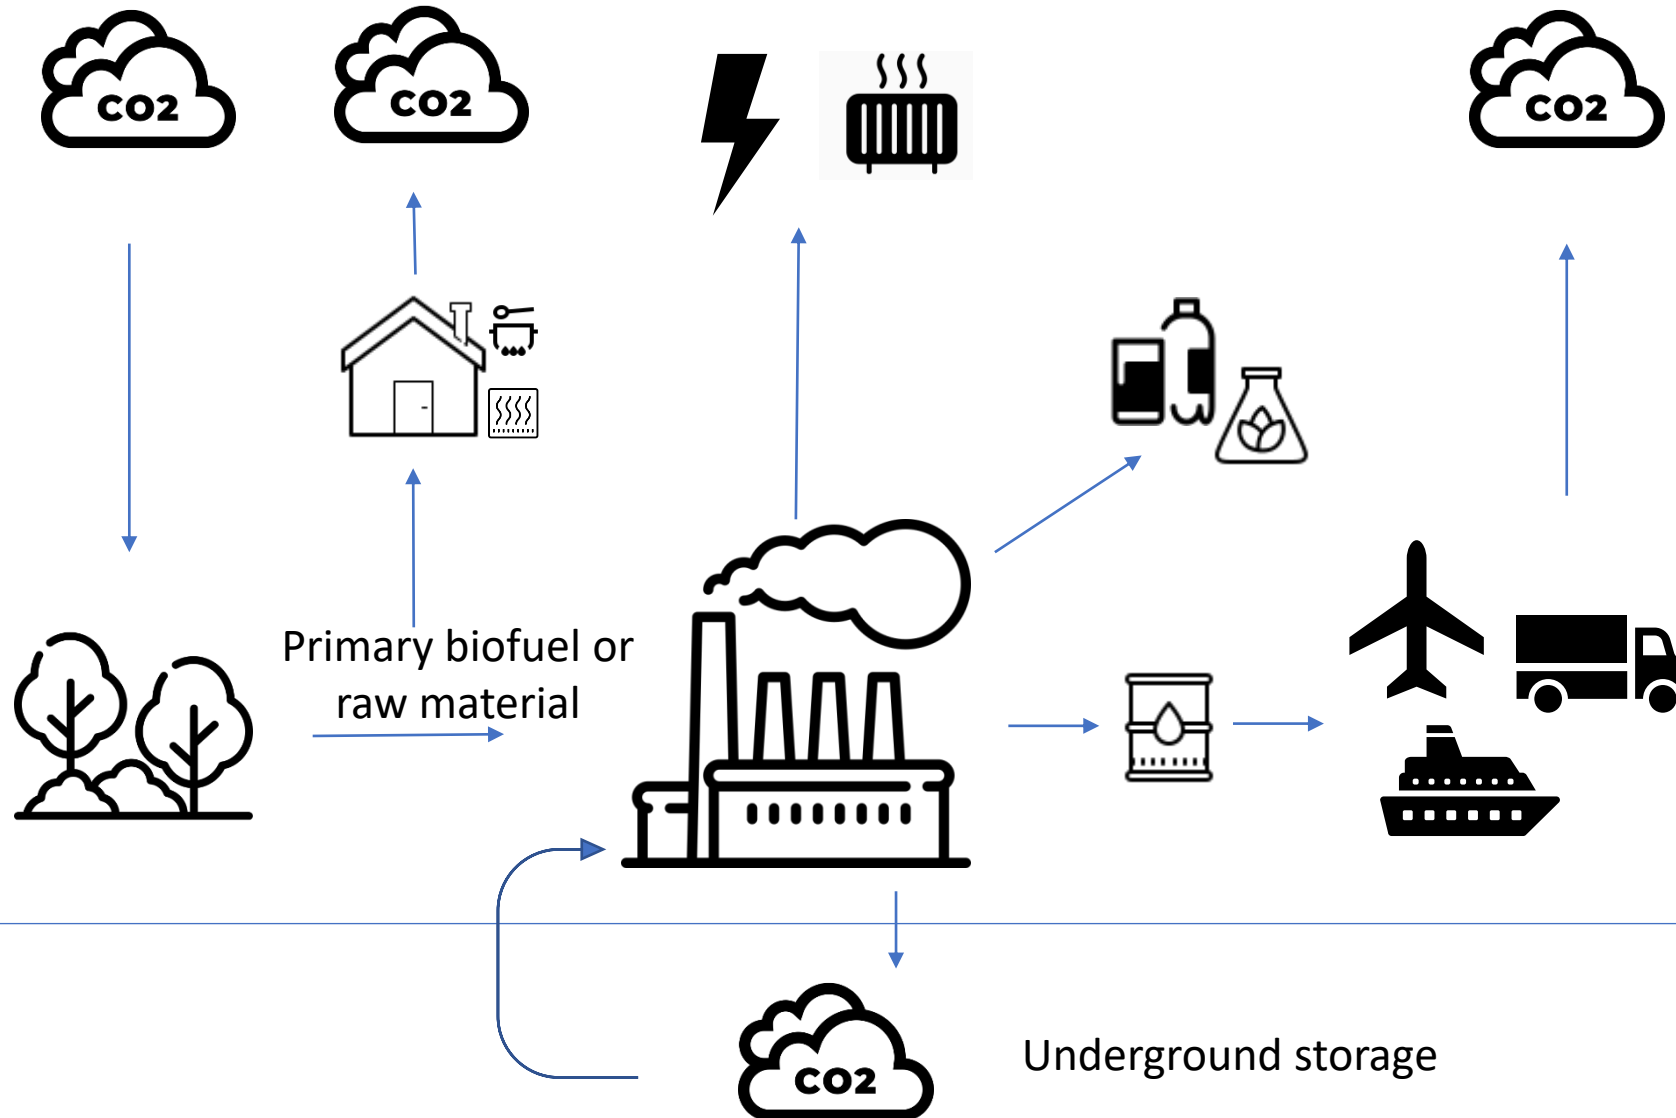 CO2
CO2
CO2
Primary biofuel or
raw material
CO2
Underground storage